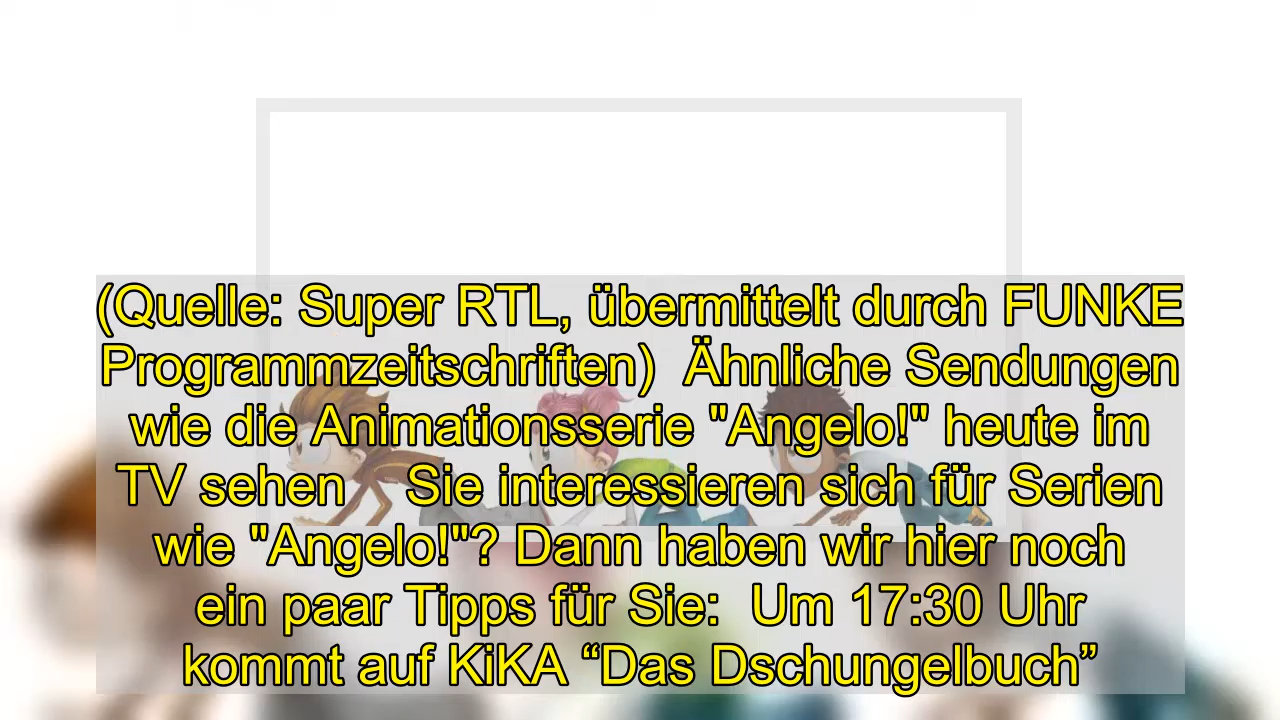 (Quelle: Super RTL, übermittelt durch FUNKE
Programmzeitschriften)  Ähnliche Sendungen
wie die Animationsserie "Angelo!" heute im
TV sehen    Sie interessieren sich für Serien
wie "Angelo!"? Dann haben wir hier noch
ein paar Tipps für Sie:  Um 17:30 Uhr
kommt auf KiKA “Das Dschungelbuch”